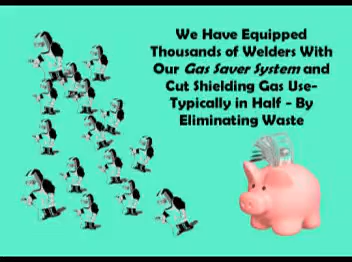 We Have Equipped
Thousands of Welders With
Our Gas Saver System and
Cut Shielding Gas Use-
Typically in Half - By
Eliminating Waste